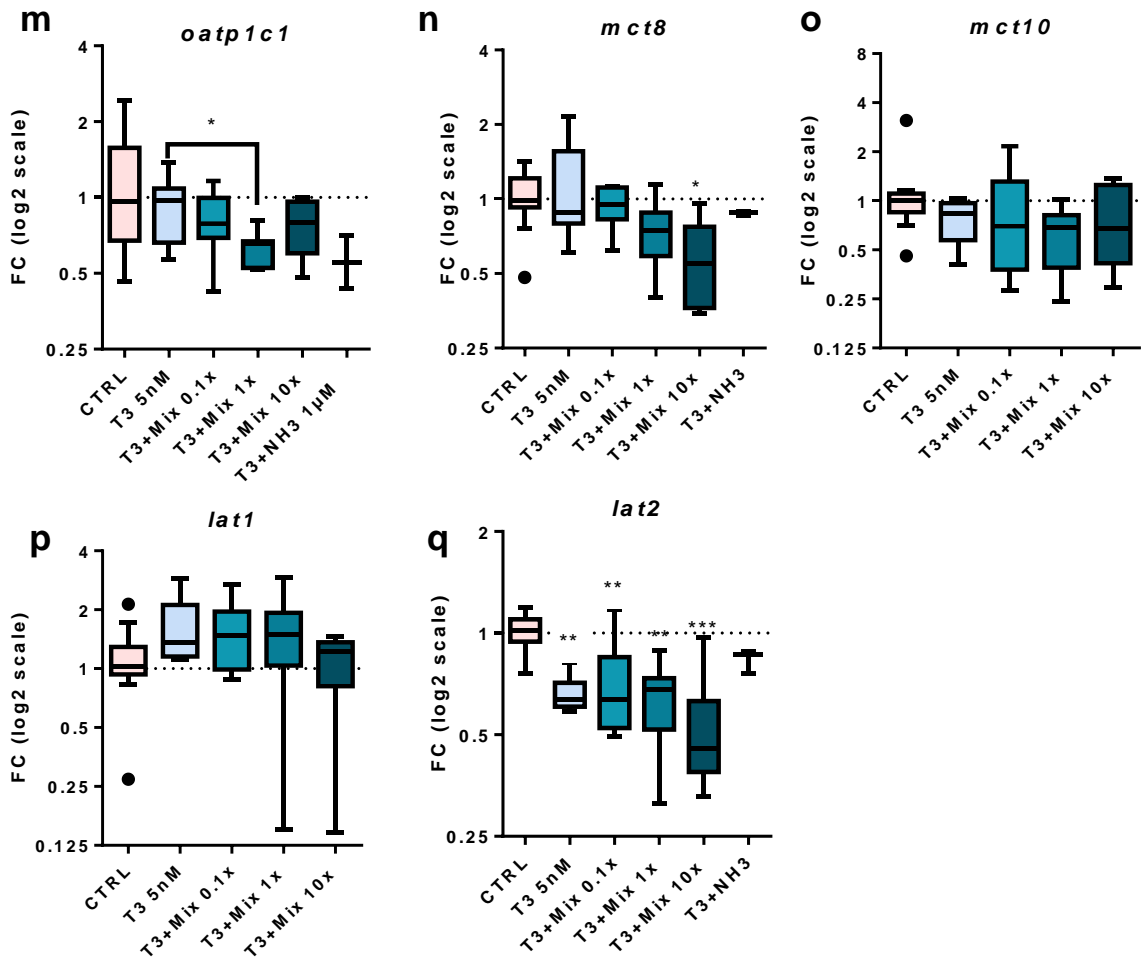 m
oatp1c1
FC (log2 scale)
4
2
1
0.5
0.25
*
CTRL
T3 5nM
T3+Mix 0.1x
T3+Mix 1x
T3+Mix 10x
T3+NH3 1µM
n
mct8
FC (log2 scale)
4
2
1
0.5
0.25
*
CTRL
T3 5nM
T3+Mix 0.1x
T3+Mix 1x
T3+Mix 10x
T3+NH3
o
mct10
FC (log2 scale)
8
4
2
1
0.5
0.25
0.125
CTRL
T3 5nM
T3+Mix 0.1x
T3+Mix 1x
T3+Mix 10x
p
lat1
FC (log2 scale)
4
2
1
0.5
0.25
0.125
CTRL
T3 5nM
T3+Mix 0.1x
T3+Mix 1x
T3+Mix 10x
q
lat2
FC (log2 scale)
2
1
0.5
0.25
**
**
**
***
CTRL
T3 5nM
T3+Mix 0.1x
T3+Mix 1x
T3+Mix 10x
T3+NH3